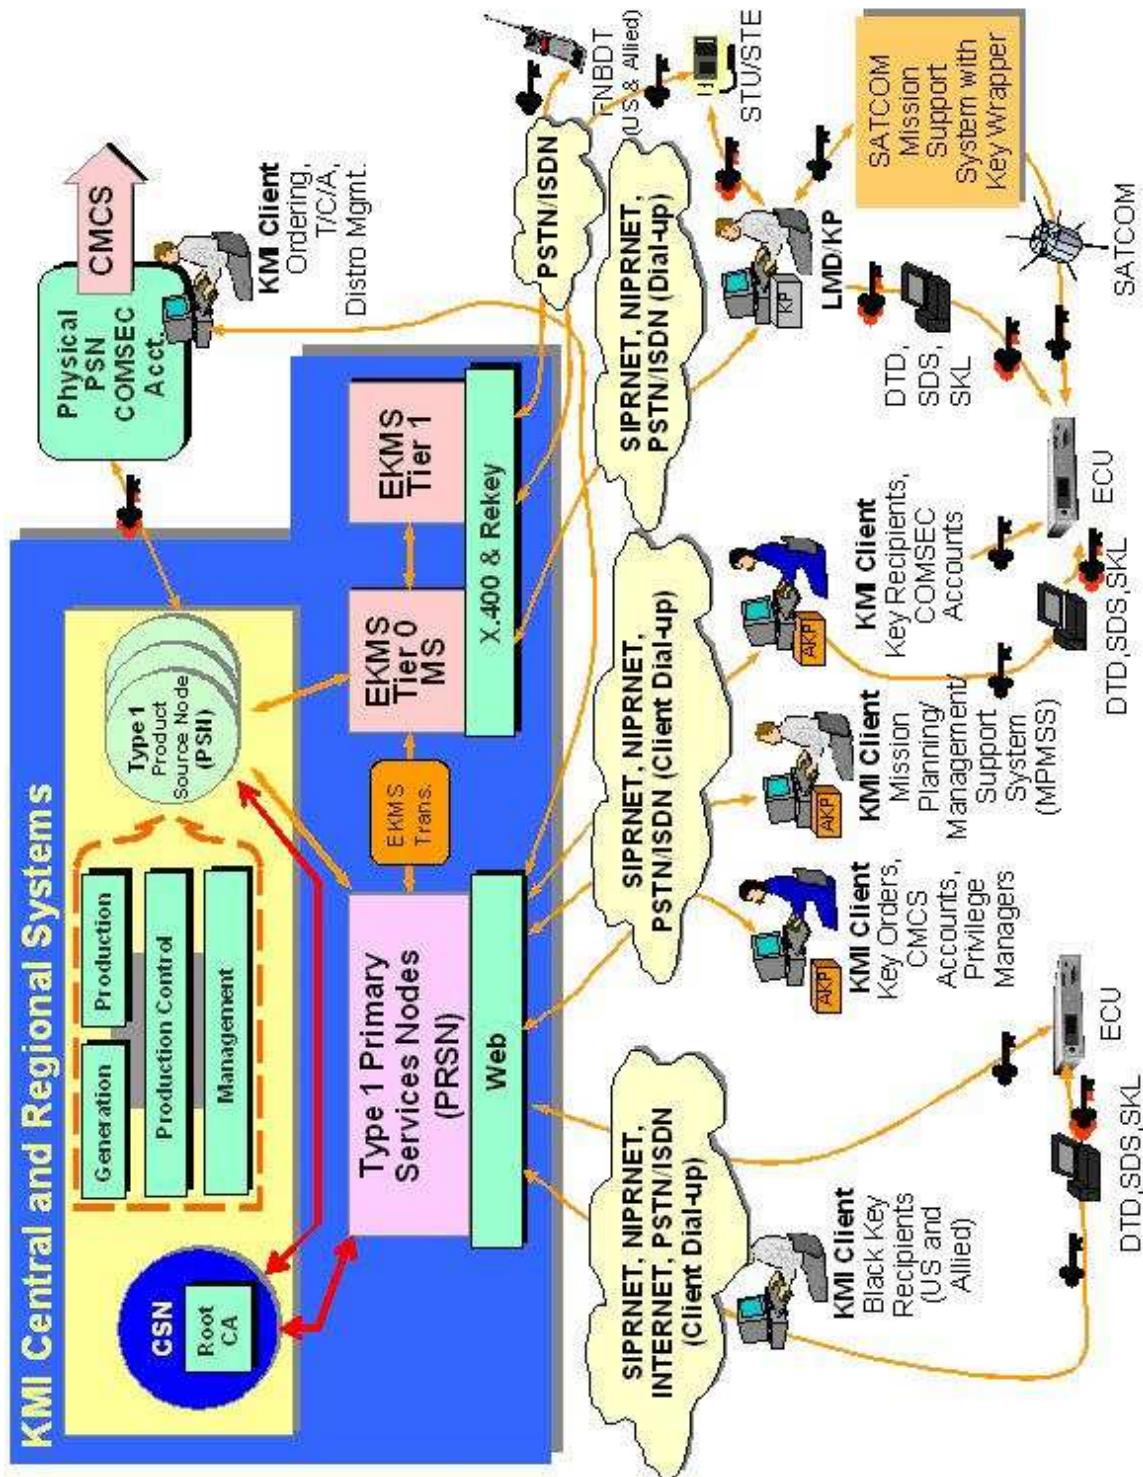 KMI Central and Regional Systems
CSN
Root
CA
Generation
Production
Production Control
Management
Type 1
Product
Source Node
(PSN)
Physical
PSN
COMSEC
Acct.
CMCS
KMI Client
Ordering,
T/C/A,
Distro Mgmt.
Type 1 Primary
Services Nodes
(PRSN)
Web
EKMS
Trans.
EKMS
Tier 0
MS
EKMS
Tier 1
X.400 & Rekey
PSTN/ISDN
FNBDT
(US & Allied)
STU/STE
SIPRNET, NIPRNET,
INTERNET, PSTN/ISDN
(Client Dial-up)
SIPRNET, NIPRNET,
PSTN/ISDN (Client Dial-up)
SIPRNET, NIPRNET,
PSTN/ISDN (Dial-up)
KMI Client
Black Key
Recipients
(US and
Allied)
AKP
KMI Client
Key Orders,
CMCS
Accounts,
Privilege
Managers
AKP
KMI Client
Mission
Planning/
Management/
Support
System
(MPMSS)
AKP
KMI Client
Key Recipients,
COMSEC
Accounts
KP
LMD/KP
SATCOM
Mission
Support
System with
Key Wrapper
DTD,
SDS,
SKL
SATCOM
DTD,SDS,SKL
ECU
DTD,SDS,SKL
ECU